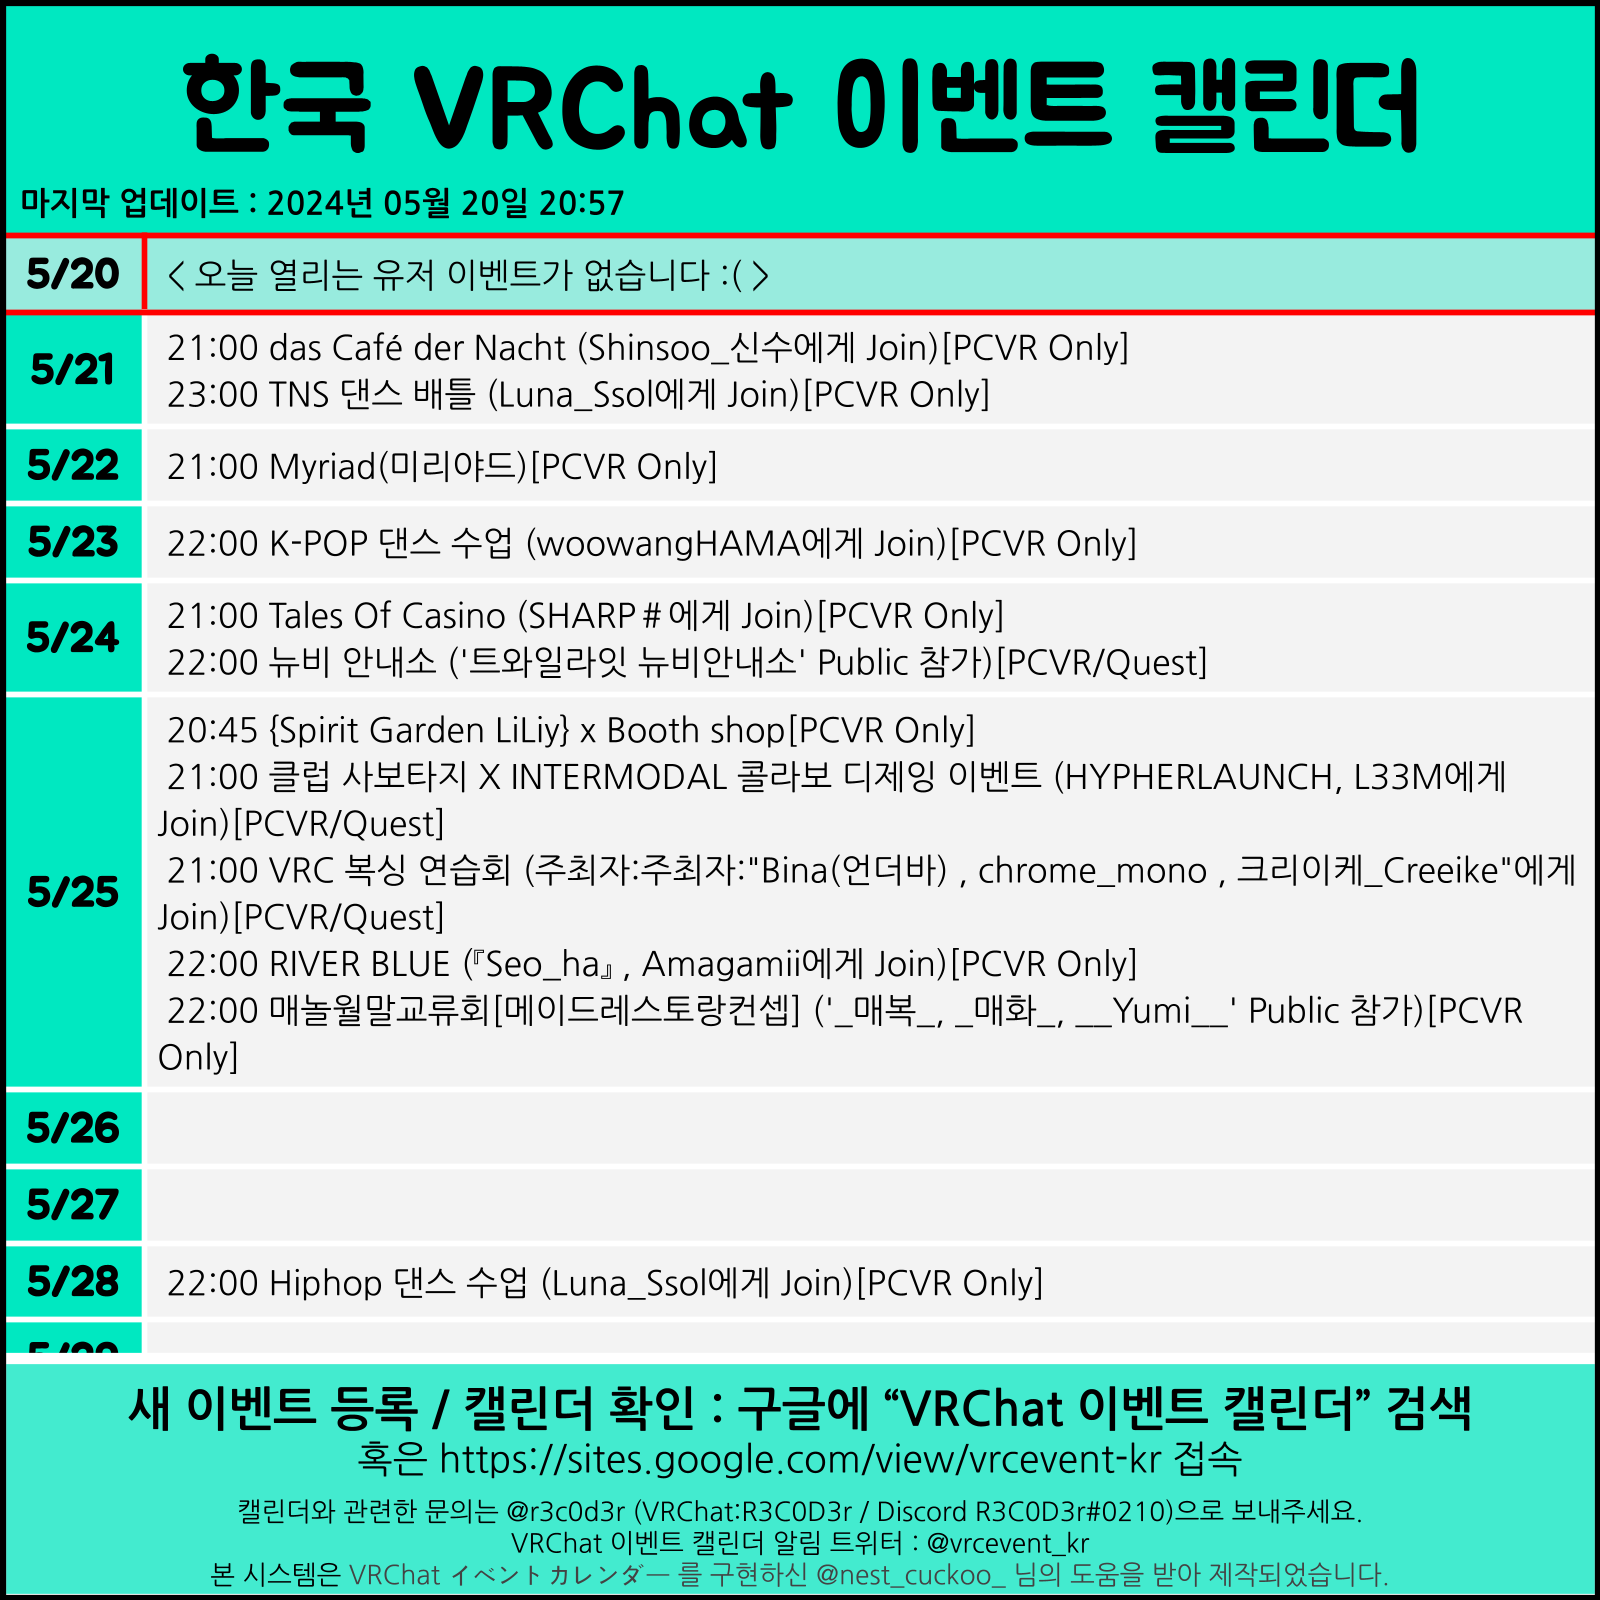 한국 VRChat 이벤트 캘린더
마지막 업데이트 : 2024년 05월 20일 20:57
5/20
< 오늘 열리는 유저 이벤트가 없습니다 :( >
5/21
21:00 das Café der Nacht (Shinsoo_신수에게 Join)[PCVR Only]
23:00 TNS 댄스 배틀 (Luna_Ssol에게 Join)[PCVR Only]
5/22
21:00 Myriad(미리야드)[PCVR Only]
5/23
22:00 K-POP 댄스 수업 (woowangHAMA에게 Join)[PCVR Only]
5/24
21:00 Tales Of Casino (SHARP＃에게 Join)[PCVR Only]
22:00 뉴비 안내소 ('트와일라잇 뉴비안내소' Public 참가)[PCVR/Quest]
5/25
20:45 {Spirit Garden LiLiy} x Booth shop[PCVR Only]
21:00 클럽 사보타지 X INTERMODAL 콜라보 디제잉 이벤트 (HYPHERLAUNCH, L33M에게
Join)[PCVR/Quest]
21:00 VRC 복싱 연습회 (주최자:주최자:"Bina(언더바) , chrome_mono , 크리이케_Creeike"에게
Join)[PCVR/Quest]
22:00 RIVER BLUE (『Seo_ha』 , Amagamii에게 Join)[PCVR Only]
22:00 매놀월말교류회[메이드레스토랑컨셉] ('_매복_, _매화_, __Yumi__' Public 참가)[PCVR
Only]
5/26
5/27
5/28
22:00 Hiphop 댄스 수업 (Luna_Ssol에게 Join)[PCVR Only]
새 이벤트 등록 / 캘린더 확인 : 구글에 “VRChat 이벤트 캘린더” 검색
혹은 https://sites.google.com/view/vrcevent-kr 접속
캘린더와 관련한 문의는 @r3c0d3r (VRChat:R3C0D3r / Discord R3C0D3r#0210)으로 보내주세요.
VRChat 이벤트 캘린더 알림 트위터 : @vrcevent_kr
본 시스템은 VRChat イベントカレンダー 를 구현하신 @nest_cuckoo_ 님의 도움을 받아 제작되었습니다.